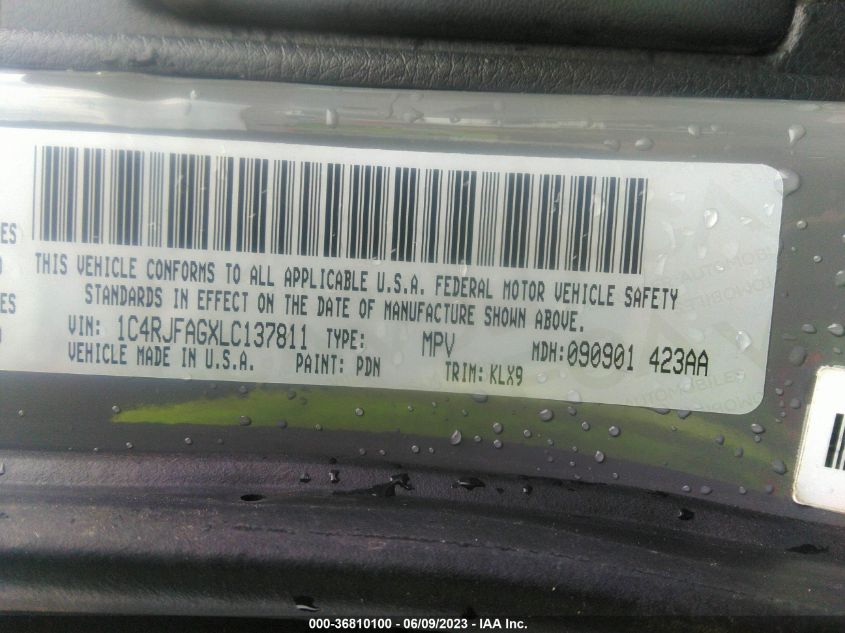 ES
THIS VEHICLE CONFORMS TO ALL APPLICABLE U.S.A. FEDERAL MOTOR VEHICLE SAFETY
STANDARDS IN EFFECT ON THE DATE OF MANUFACTURE SHOWN ABOVE.
ES
VIN: 1C4RJFAGXLC137811 TYPE: MPV MDH: 090901 423AA
VEHICLE MADE IN U.S.A. PAINT: PDN TRIM: KLX9
000-36810100 - 06/09/2023 - IAA Inc.